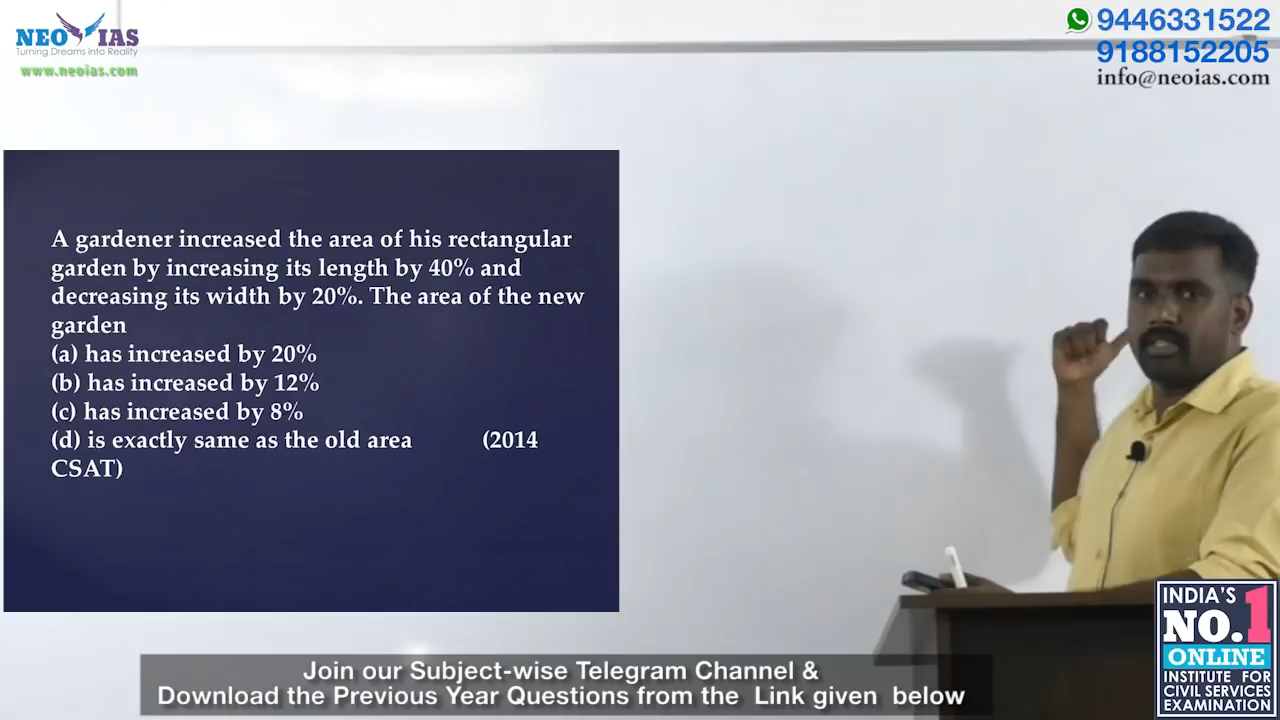 NEO IAS
Turning Dreams into Reality
www.neoias.com
9446331522
9188152205
info@neoias.com
A gardener increased the area of his rectangular
garden by increasing its length by 40% and
decreasing its width by 20%. The area of the new
garden
(a) has increased by 20%
(b) has increased by 12%
(c) has increased by 8%
(d) is exactly same as the old area (2014
CSAT)
INDIA'S
NO.1
ONLINE
INSTITUTE FOR
CIVIL SERVICES
EXAMINATION
Join our Subject-wise Telegram Channel &
Download the Previous Year Questions from the Link given below